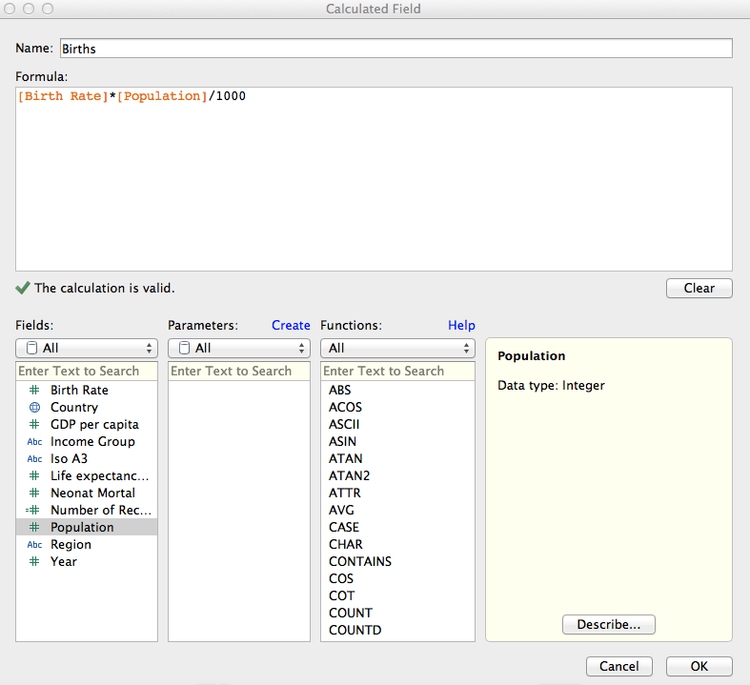 Calculated Field
Name: Births
Formula:
[Birth Rate]*[Population]/1000
The calculation is valid.
Clear
Fields:
All
Enter Text to Search
Birth Rate
Country
GDP per capita
Abc Income Group
Abc Iso A3
Life expectanc...
Neonat Mortal
Number of Rec...
Population
Abc Region
Year
Parameters: Create
All
Enter Text to Search
Functions: Help
All
Enter Text to Search
ABS
ACOS
ASCII
ASIN
ATAN
ATAN2
ATTR
AVG
CASE
CHAR
CONTAINS
COS
COT
COUNT
COUNTD
Population
Data type: Integer
Describe...
Cancel
OK